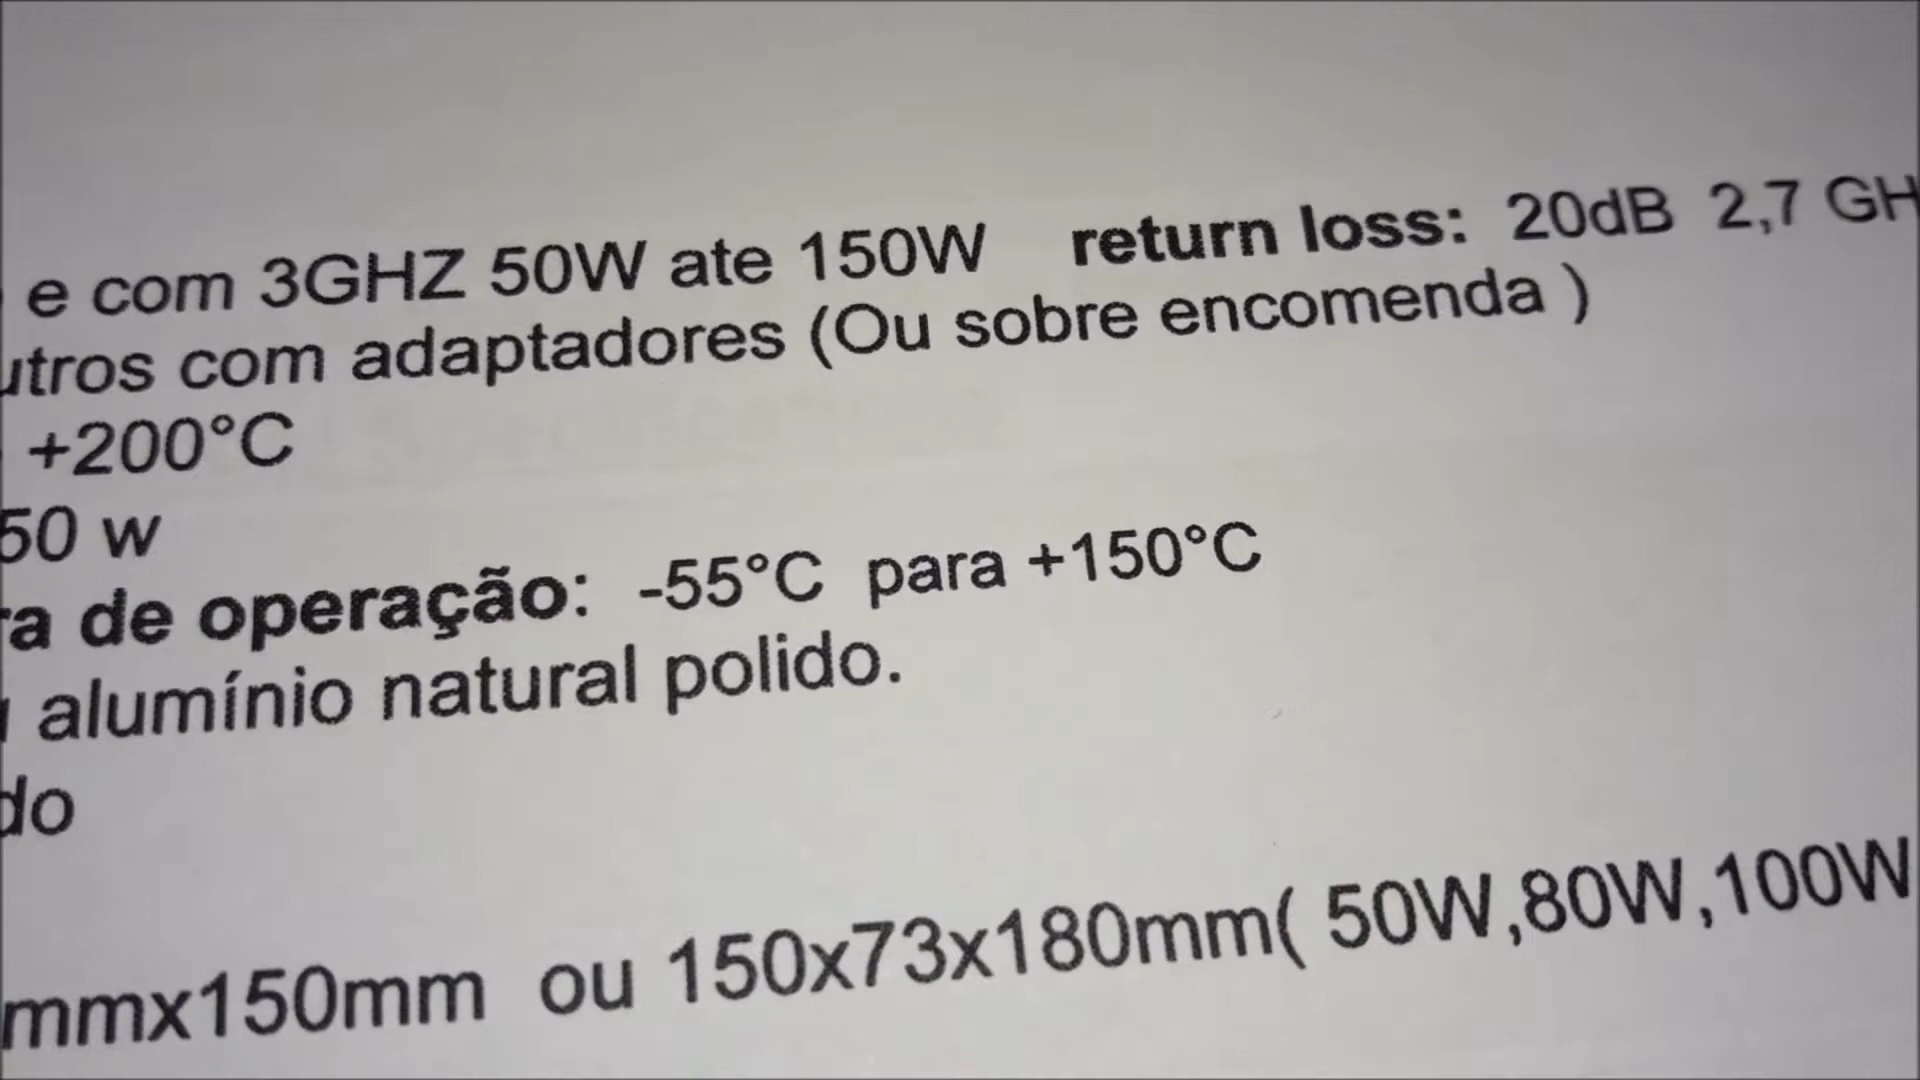 e com 3GHZ 50W ate 150W return loss: 20dB 2,7 GH
utros com adaptadores (Ou sobre encomenda )
+200°C
50 w
ra de operação: -55°C para +150°C
alumínio natural polido.
do
mmx150mm ou 150x73x180mm( 50W,80W,100W